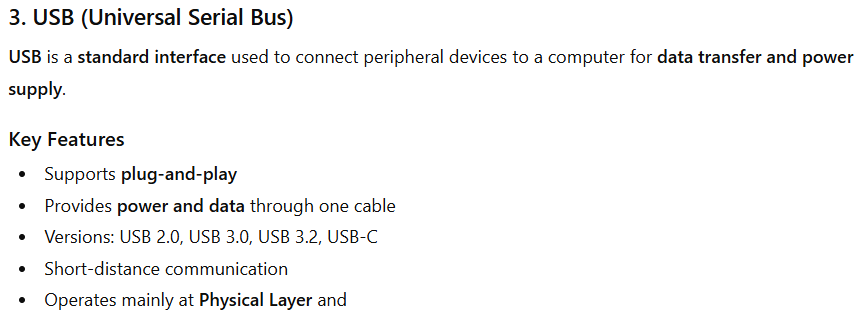 3. USB (Universal Serial Bus)
USB is a standard interface used to connect peripheral devices to a computer for data transfer and power
supply.
Key Features
• Supports plug-and-play
• Provides power and data through one cable
• Versions: USB 2.0, USB 3.0, USB 3.2, USB-C
• Short-distance communication
• Operates mainly at Physical Layer and